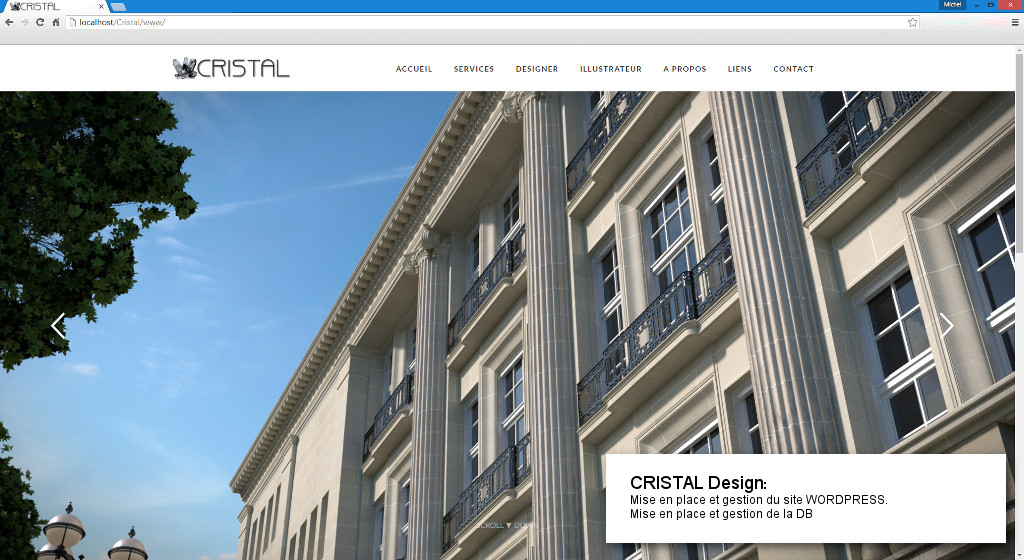 CRISTAL
Michel
localhost/Cristal/www/
CRISTAL
ACCUEIL SERVICES DESIGNER ILLUSTRATEUR A PROPOS LIENS CONTACT
SCROLL ▼ DOWN
CRISTAL Design:
Mise en place et gestion du site WORDPRESS.
Mise en place et gestion de la DB